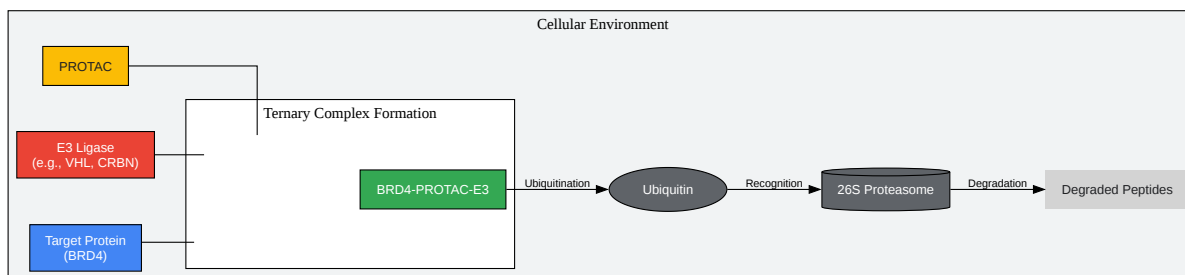 Cellular Environment
PROTAC
Ternary Complex Formation
E3 Ligase
(e.g., VHL, CRBN)
BRD4-PROTAC-E3
Ubiquitination
Ubiquitin
Recognition
26S Proteasome
Degradation
Degraded Peptides
Target Protein
(BRD4)